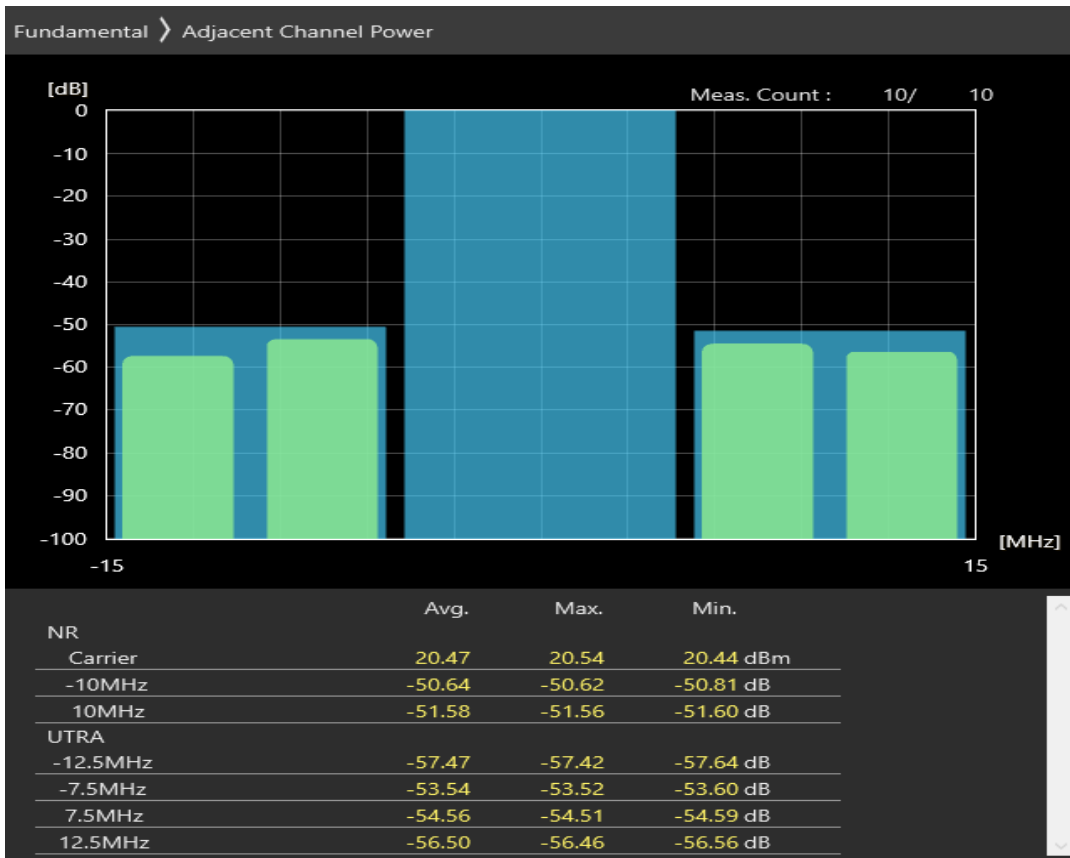 Fundamental 〉 Adjacent Channel Power
[dB]
Meas. Count : 10/ 10
0
-10
-20
-30
-40
-50
-60
-70
-80
-90
-100
[MHz]
-15 15
Avg. Max. Min.
NR
Carrier 20.47 20.54 20.44 dBm
-10MHz -50.64 -50.62 -50.81 dB
10MHz -51.58 -51.56 -51.60 dB
UTRA
-12.5MHz -57.47 -57.42 -57.64 dB
-7.5MHz -53.54 -53.52 -53.60 dB
7.5MHz -54.56 -54.51 -54.59 dB
12.5MHz -56.50 -56.46 -56.56 dB